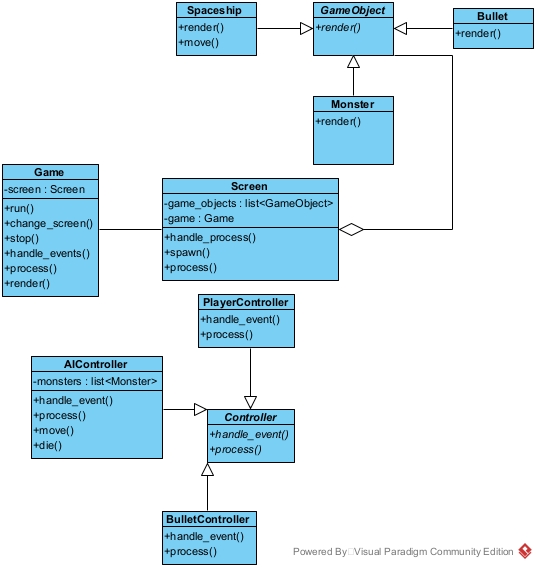 Spaceship
+render()
+move()
GameObject
+render()
Bullet
+render()
Monster
+render()
Game
-screen : Screen
+run()
+change_screen()
+stop()
+handle_events()
+process()
+render()
Screen
-game_objects : list<GameObject>
-game : Game
+handle_process()
+spawn()
+process()
PlayerController
+handle_event()
+process()
AIController
-monsters : list<Monster>
+handle_event()
+process()
+move()
+die()
Controller
+handle_event()
+process()
BulletController
+handle_event()
+process()
Powered By Visual Paradigm Community Edition